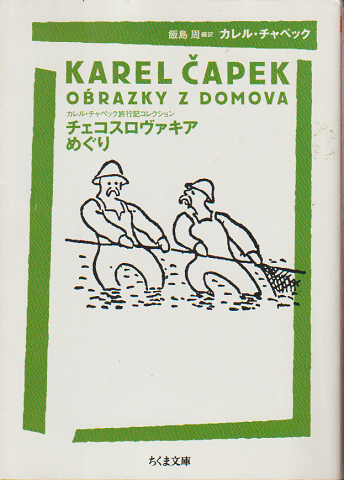 飯島 周 編訳 カレル・チャペック
KAREL ČAPEK
OBRAZKY Z DOMOVA
カレル・チャペック旅行記コレクション
チェコスロヴァキア
めぐり
ちくま文庫